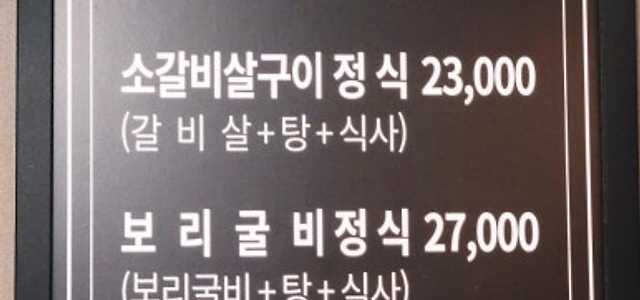 소갈비살구이 정식 23,000
(갈 비 살+탕+식사)
보 리 굴 비 정식 27,000
(보리굴비+탕+식사)